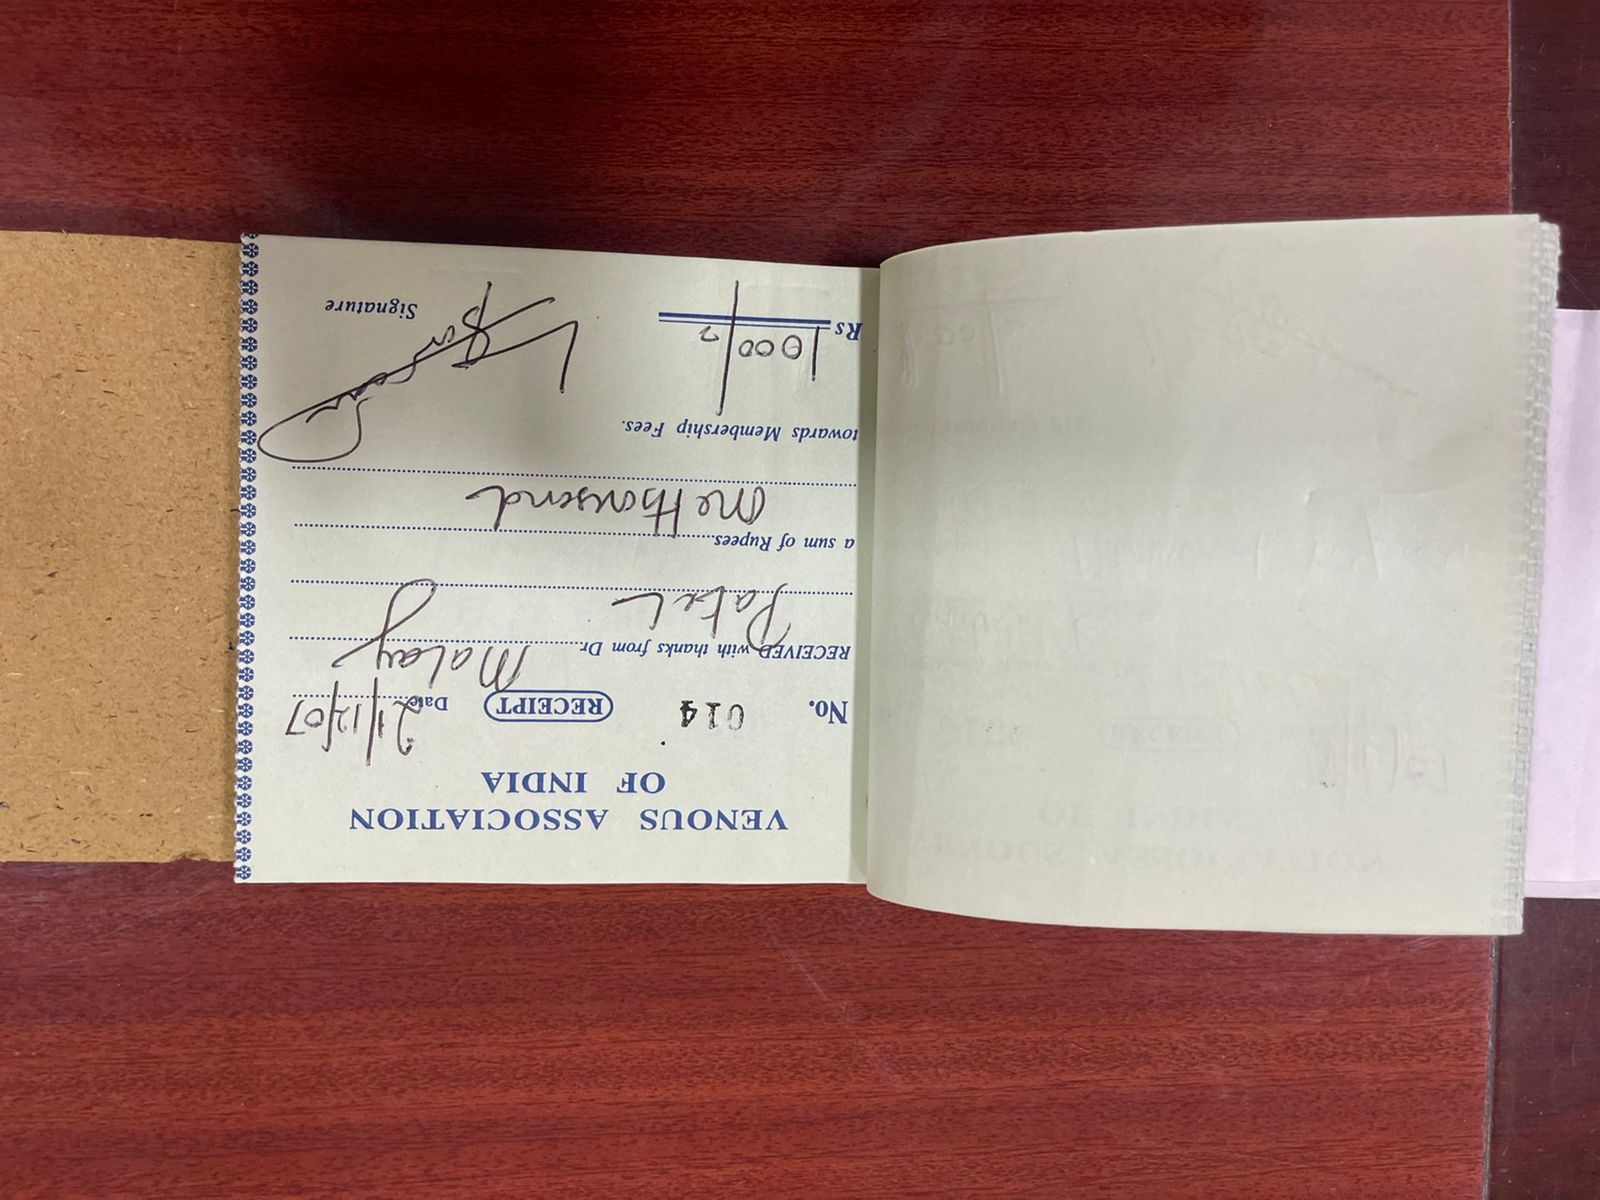 VENOUS ASSOCIATION
OF INDIA
No. 014 RECEIPT Date 21/12/07
RECEIVED with thanks from Dr. Malay
Patel
a sum of Rupees One thousand
towards Membership Fees.
Rs 1000/-
Signature